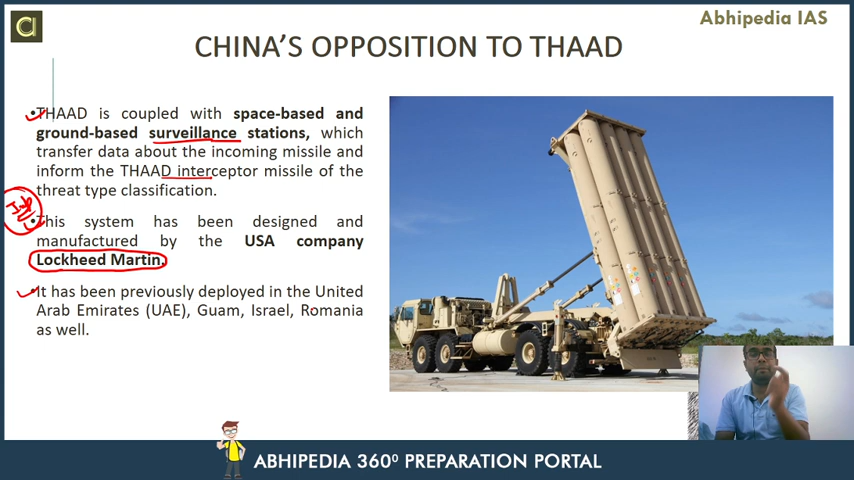 Abhipedia IAS
CHINA'S OPPOSITION TO THAAD
•THAAD is coupled with space-based and
ground-based surveillance stations, which
transfer data about the incoming missile and
inform the THAAD interceptor missile of the
threat type classification.
•This system has been designed and
manufactured by the USA company
Lockheed Martin.
•It has been previously deployed in the United
Arab Emirates (UAE), Guam, Israel, Romania
as well.
ABHIPEDIA 360⁰ PREPARATION PORTAL